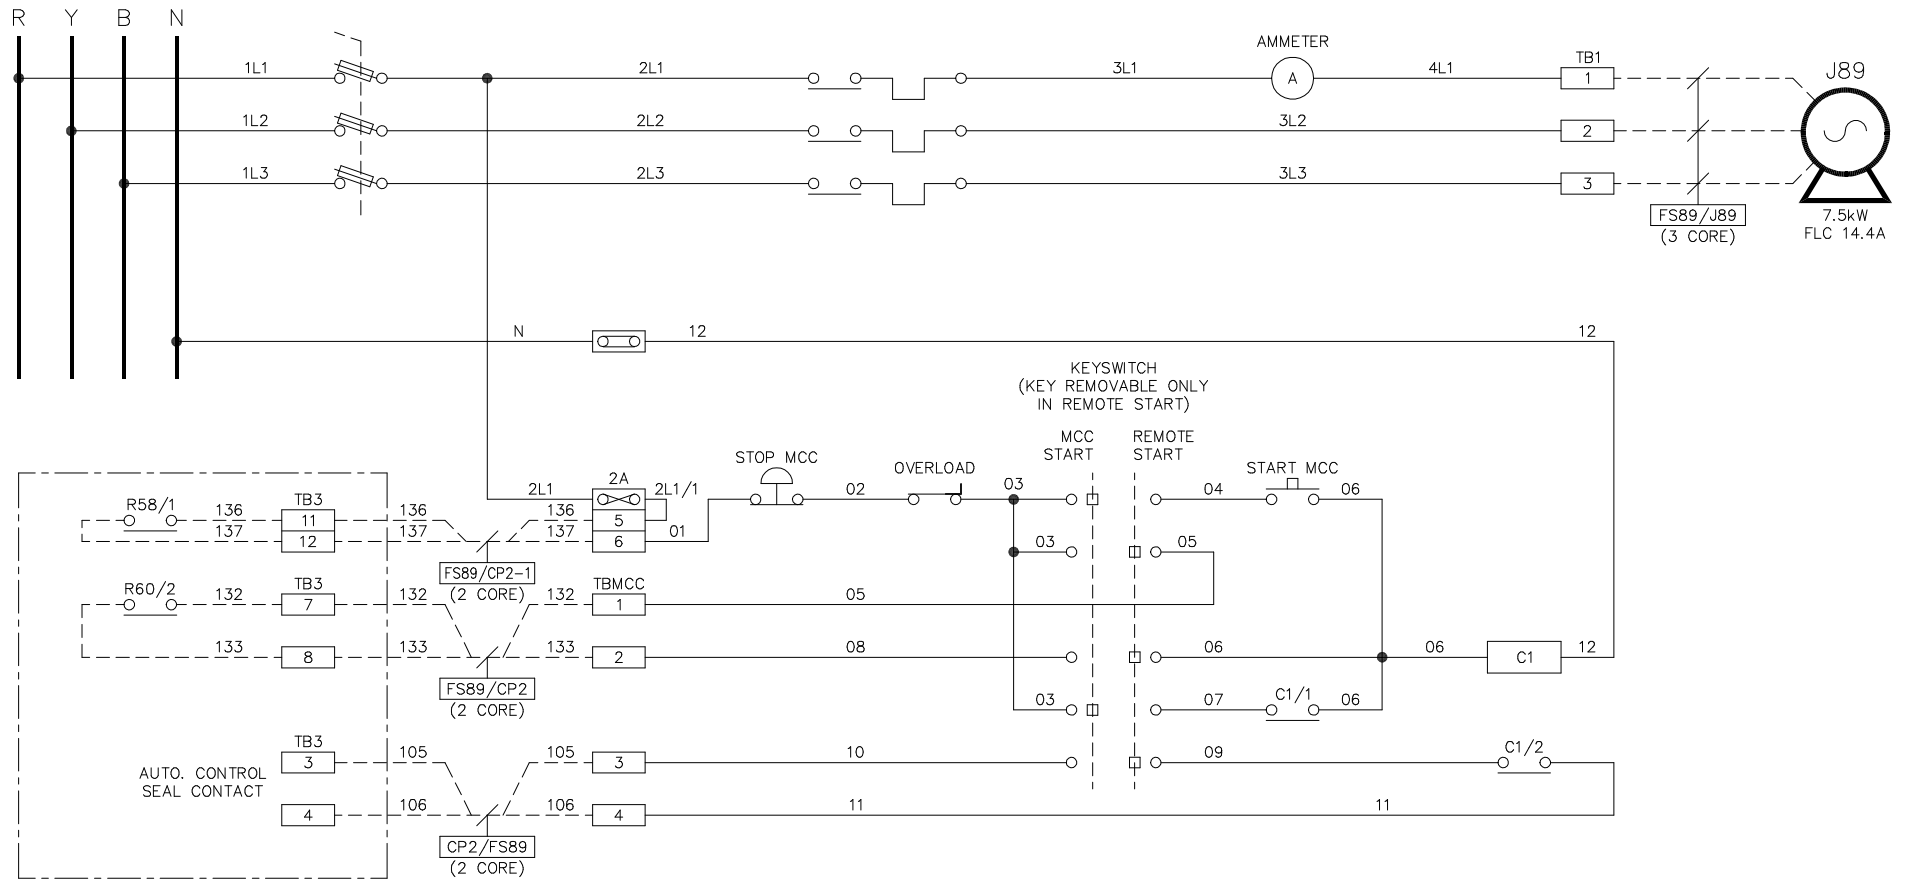 R Y B N
AMMETER
1L1 2L1 3L1 A 4L1 TB1 1 J89
1L2 2L2 3L2 2
1L3 2L3 3L3 3
FS89/J89
(3 CORE)
7.5kW
FLC 14.4A
N 12 12
KEYSWITCH
(KEY REMOVABLE ONLY
IN REMOTE START)
MCC
START
REMOTE
START
STOP MCC OVERLOAD START MCC
2L1 2A 2L1/1 02 03 04 06
R58/1 136 TB3 11 136 136 5
137 12 137 137 6 01
03 05
FS89/CP2-1
(2 CORE)
R60/2 132 TB3 7 132 132 TBMCC 1 05
133 8 133 133 2 08 06 06 C1 12
FS89/CP2
(2 CORE)
03 07 C1/1 06
TB3 3 105 105 3 10 09 C1/2
AUTO. CONTROL
SEAL CONTACT
4 106 106 4 11 11
CP2/FS89
(2 CORE)